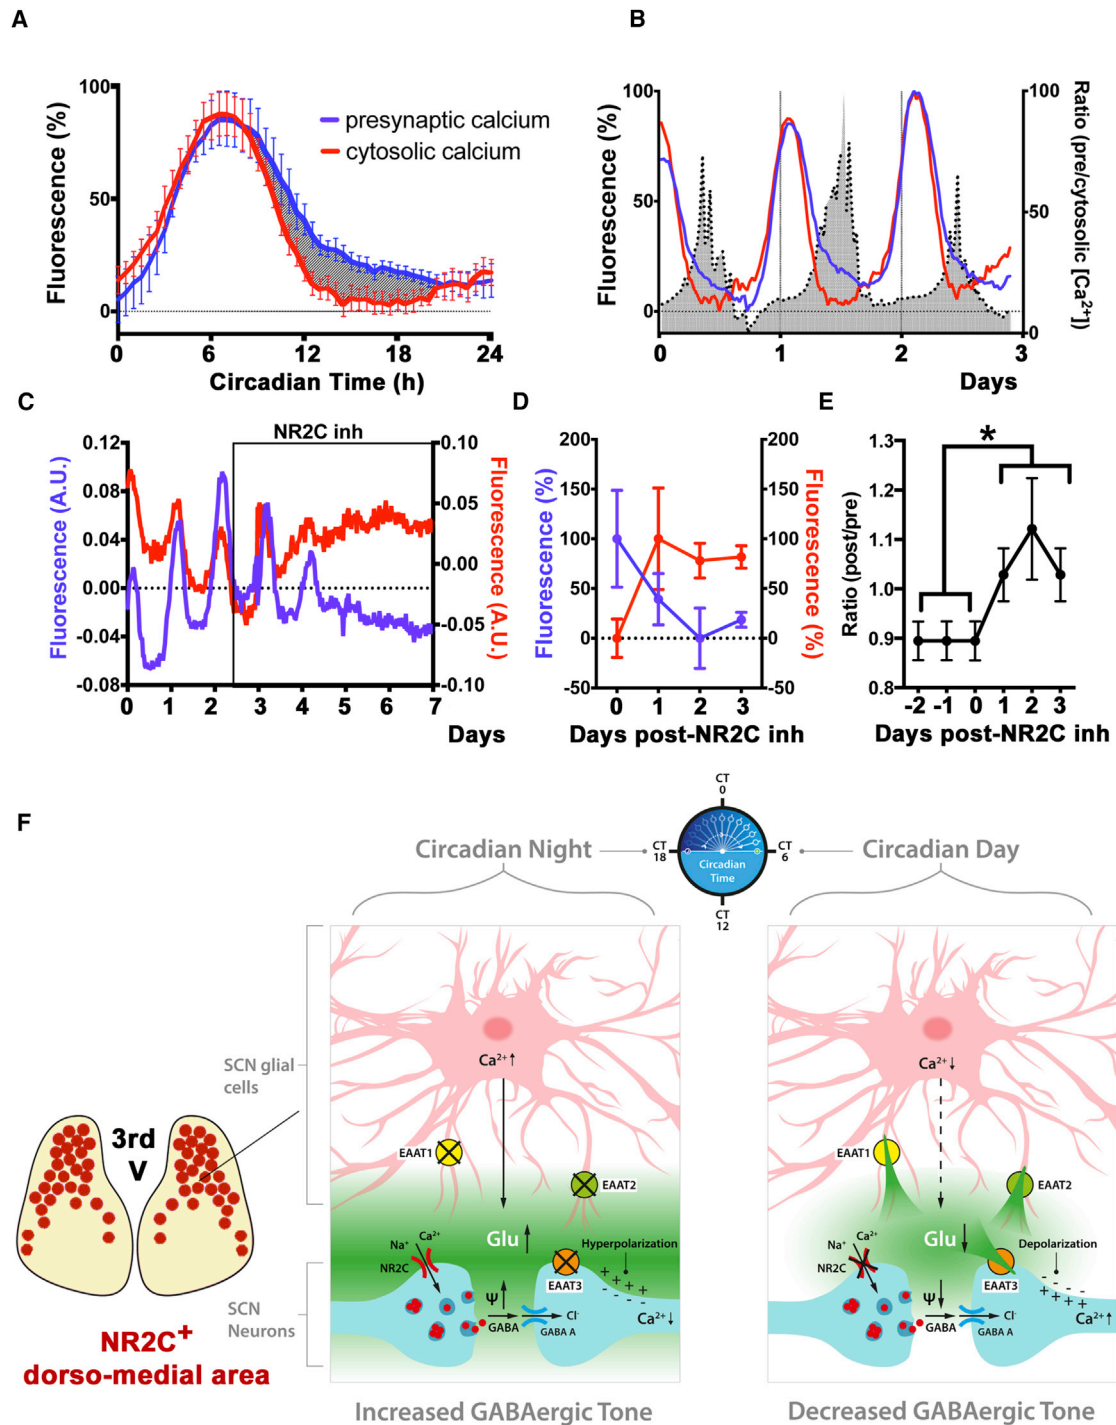 A
Fluorescence (%)
100
50
0
presynaptic calcium
cytosolic calcium
0 6 12 18 24
Circadian Time (h)
B
Fluorescence (%)
100
50
0
100
50
0
Ratio (pre/cytosolic [Ca²⁺])
0 1 2 3
Days
C
NR2C inh
Fluorescence (A.U.)
0.12
0.08
0.04
0.00
-0.04
-0.08
0.10
0.05
0.00
-0.05
-0.10
Fluorescence (A.U.)
0 1 2 3 4 5 6 7
Days
D
Fluorescence (%)
200
150
100
50
0
-50
200
150
100
50
0
-50
Fluorescence (%)
0 1 2 3
Days post-NR2C inh
E
Ratio (post/pre)
1.3
1.2
1.1
1.0
0.9
0.8
*
-2 -1 0 1 2 3
Days post-NR2C inh
F
Circadian Night
CT
0
CT
18
CT
6
CT
12
Circadian
Time
Circadian Day
SCN glial
cells
SCN
Neurons
3rd
V
NR2C⁺
dorso-medial area
Ca²⁺↑
EAAT1
EAAT2
Glu ↑
Na⁺
Ca²⁺
NR2C
EAAT3
Hyperpolarization
+ + + +
- - - -
Ψ ↑
GABA
GABA A
Cl⁻
Ca²⁺↓
Increased GABAergic Tone
Ca²⁺↓
EAAT1
EAAT2
Glu ↓
Na⁺
Ca²⁺
NR2C
EAAT3
Depolarization
- - - -
+ + + +
Ψ ↓
GABA
GABA A
Cl⁻
Ca²⁺↑
Decreased GABAergic Tone